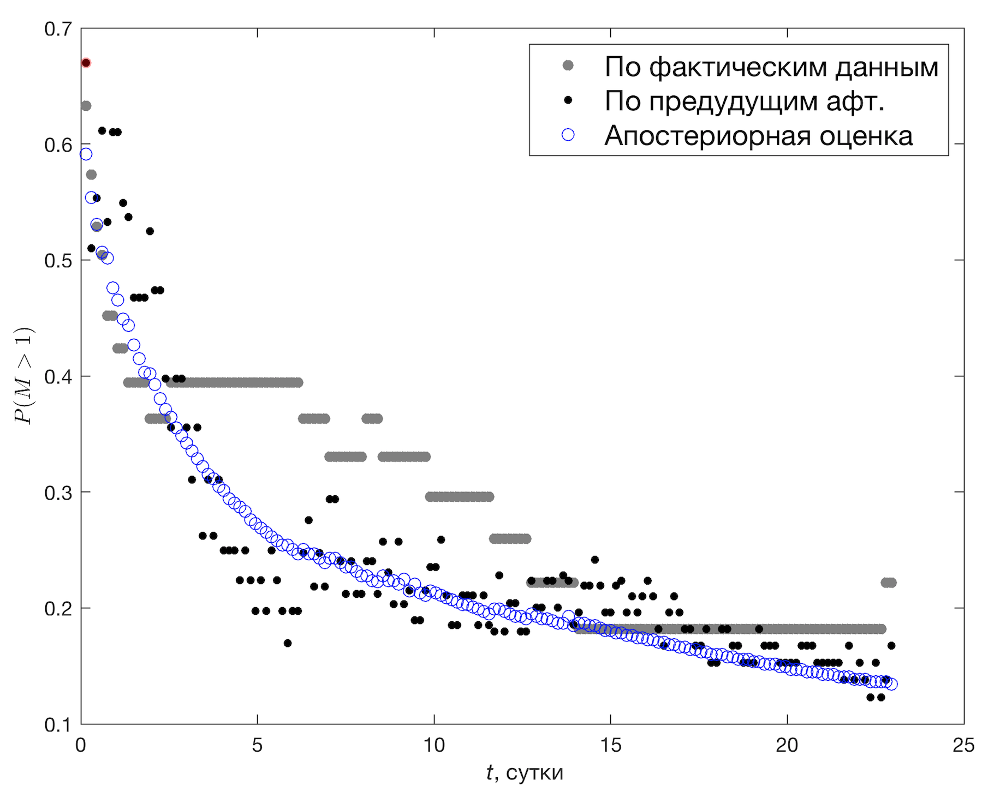 0.7
0.6
0.5
0.4
0.3
0.2
0.1
P(M > 1)
По фактическим данным
По предудущим афт.
Апостериорная оценка
0 5 10 15 20 25
t, сутки